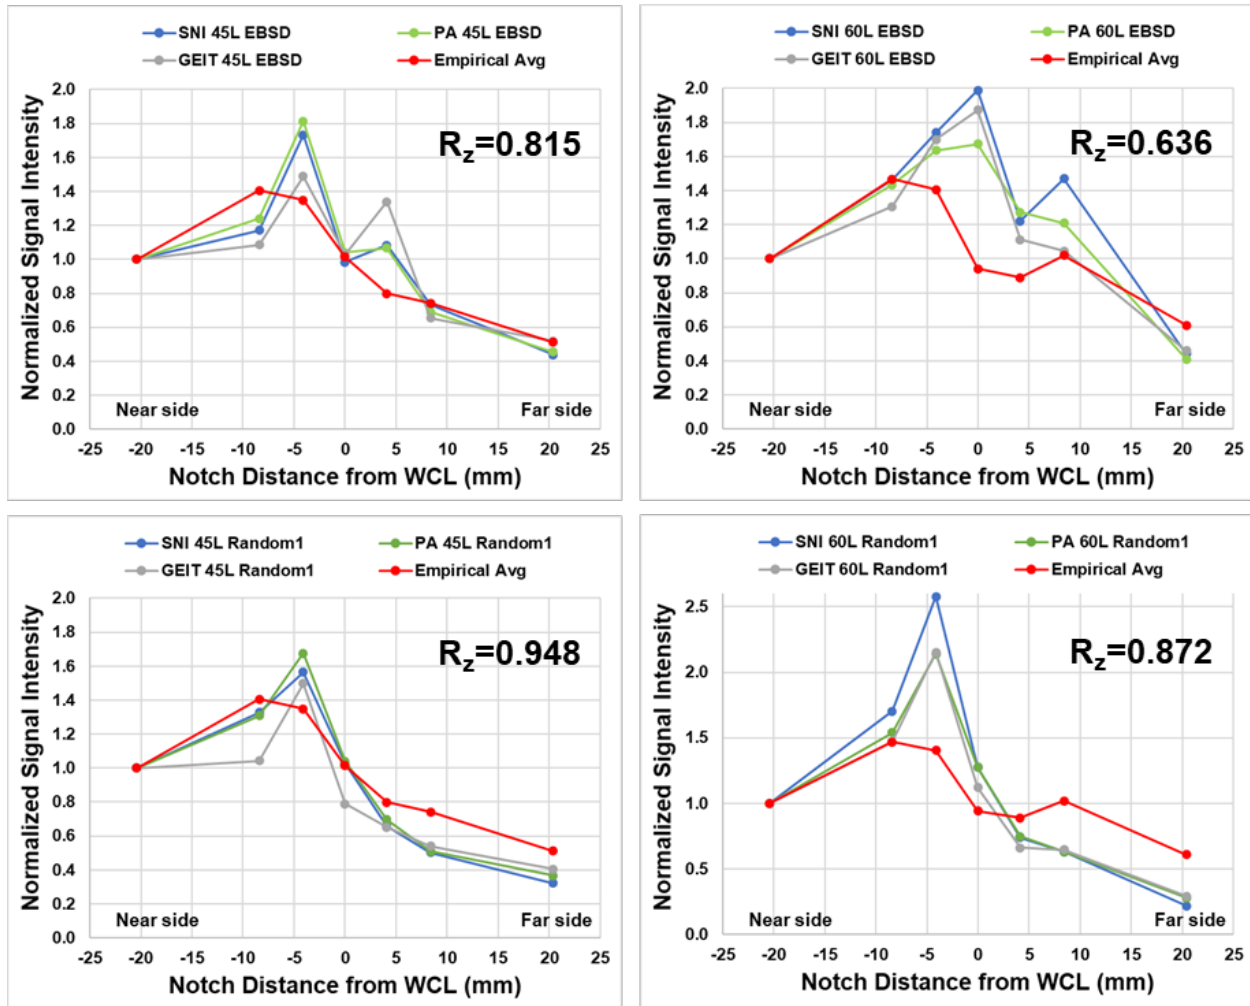 SNI 45L EBSD PA 45L EBSD
GEIT 45L EBSD Empirical Avg
Normalized Signal Intensity
2.0
1.8
1.6
1.4
1.2
1.0
0.8
0.6
0.4
0.2
0.0
Rz=0.815
Near side Far side
-25 -20 -15 -10 -5 0 5 10 15 20 25
Notch Distance from WCL (mm)
SNI 60L EBSD PA 60L EBSD
GEIT 60L EBSD Empirical Avg
Normalized Signal Intensity
2.0
1.8
1.6
1.4
1.2
1.0
0.8
0.6
0.4
0.2
0.0
Rz=0.636
Near side Far side
-25 -20 -15 -10 -5 0 5 10 15 20 25
Notch Distance from WCL (mm)
SNI 45L Random1 PA 45L Random1
GEIT 45L Random1 Empirical Avg
Normalized Signal Intensity
2.0
1.8
1.6
1.4
1.2
1.0
0.8
0.6
0.4
0.2
0.0
Rz=0.948
Near side Far side
-25 -20 -15 -10 -5 0 5 10 15 20 25
Notch Distance from WCL (mm)
SNI 60L Random1 PA 60L Random1
GEIT 60L Random1 Empirical Avg
Normalized Signal Intensity
2.5
2.0
1.5
1.0
0.5
0.0
Rz=0.872
Near side Far side
-25 -20 -15 -10 -5 0 5 10 15 20 25
Notch Distance from WCL (mm)